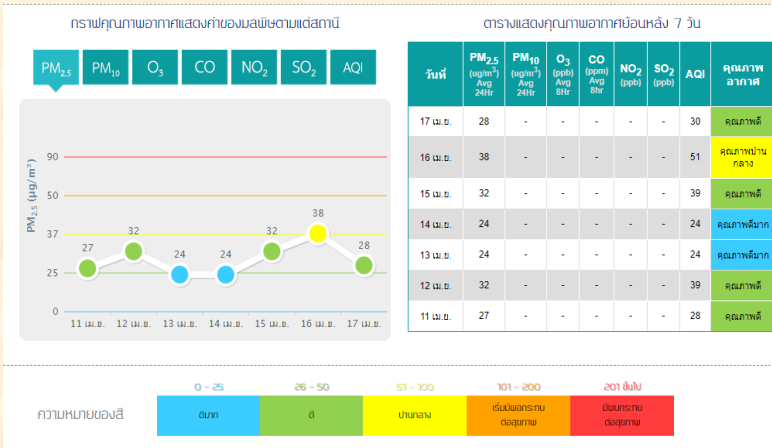 กราฟคุณภาพอากาศแสดงค่าของมลพิษตามแต่สถานี
PM2.5 PM10 O3 CO NO2 SO2 AQI
PM2.5 (µg/m3)
90
50
37
25
0
27 32 24 24 32 38 28
11 เม.ย. 12 เม.ย. 13 เม.ย. 14 เม.ย. 15 เม.ย. 16 เม.ย. 17 เม.ย.
ตารางแสดงคุณภาพอากาศย้อนหลัง 7 วัน
วันที่ PM2.5 (ug/m3) Avg 24Hr PM10 (ug/m3) Avg 24Hr O3 (ppb) Avg 8Hr CO (ppm) Avg 8hr NO2 (ppb) SO2 (ppb) AQI คุณภาพอากาศ
17 เม.ย. 28 - - - - - 30 คุณภาพดี
16 เม.ย. 38 - - - - - 51 คุณภาพปานกลาง
15 เม.ย. 32 - - - - - 39 คุณภาพดี
14 เม.ย. 24 - - - - - 24 คุณภาพดีมาก
13 เม.ย. 24 - - - - - 24 คุณภาพดีมาก
12 เม.ย. 32 - - - - - 39 คุณภาพดี
11 เม.ย. 27 - - - - - 28 คุณภาพดี
0 - 25 26 - 50 51 - 100 101 - 200 201 ขึ้นไป
ความหมายของสี ดีมาก ดี ปานกลาง เริ่มมีผลกระทบต่อสุขภาพ มีผลกระทบต่อสุขภาพ